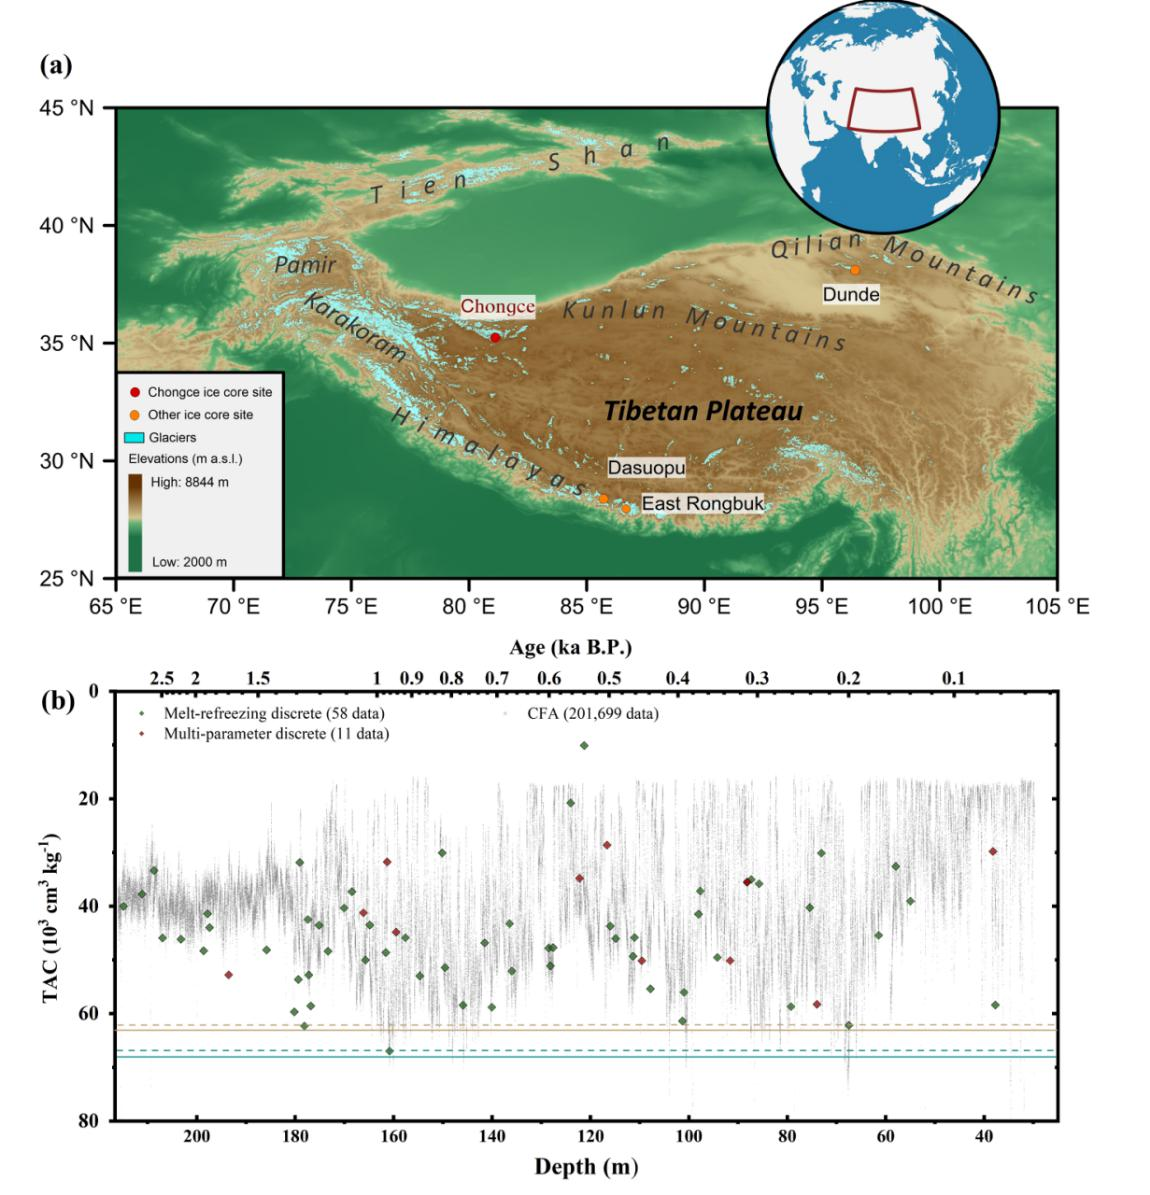 (a)
45 °N
40 °N
35 °N
30 °N
25 °N
Tien Shan
Qilian Mountains
Pamir
Karakoram
Chongce
Kunlun Mountains
Dunde
Tibetan Plateau
Himalayas
Dasuopu
East Rongbuk
Chongce ice core site
Other ice core site
Glaciers
Elevations (m a.s.l.)
High: 8844 m
Low: 2000 m
65 °E 70 °E 75 °E 80 °E 85 °E 90 °E 95 °E 100 °E 105 °E
Age (ka B.P.)
2.5 2 1.5 1 0.9 0.8 0.7 0.6 0.5 0.4 0.3 0.2 0.1
(b)
Melt-refreezing discrete (58 data)
CFA (201,699 data)
Multi-parameter discrete (11 data)
TAC (10³ cm³ kg⁻¹)
0
20
40
60
80
200 180 160 140 120 100 80 60 40
Depth (m)